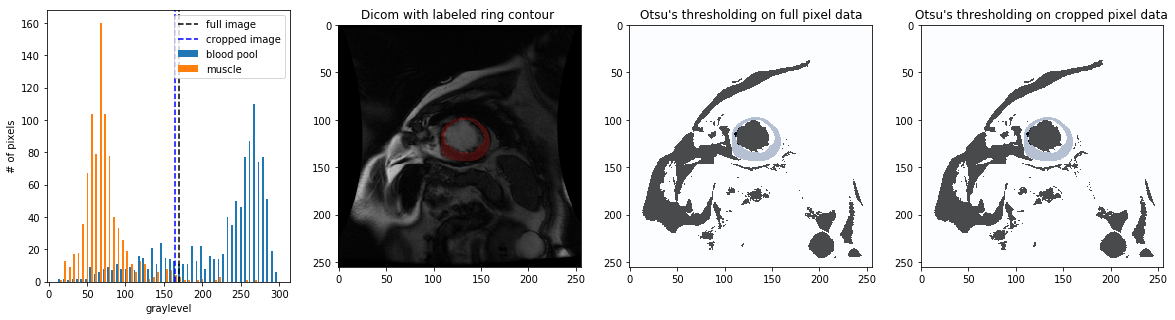 full image
cropped image
blood pool
muscle
# of pixels
160
140
120
100
80
60
40
20
0
0 50 100 150 200 250 300
graylevel
Dicom with labeled ring contour
0
50
100
150
200
250
0 50 100 150 200 250
Otsu's thresholding on full pixel data
0
50
100
150
200
250
0 50 100 150 200 250
Otsu's thresholding on cropped pixel data
0
50
100
150
200
250
0 50 100 150 200 250